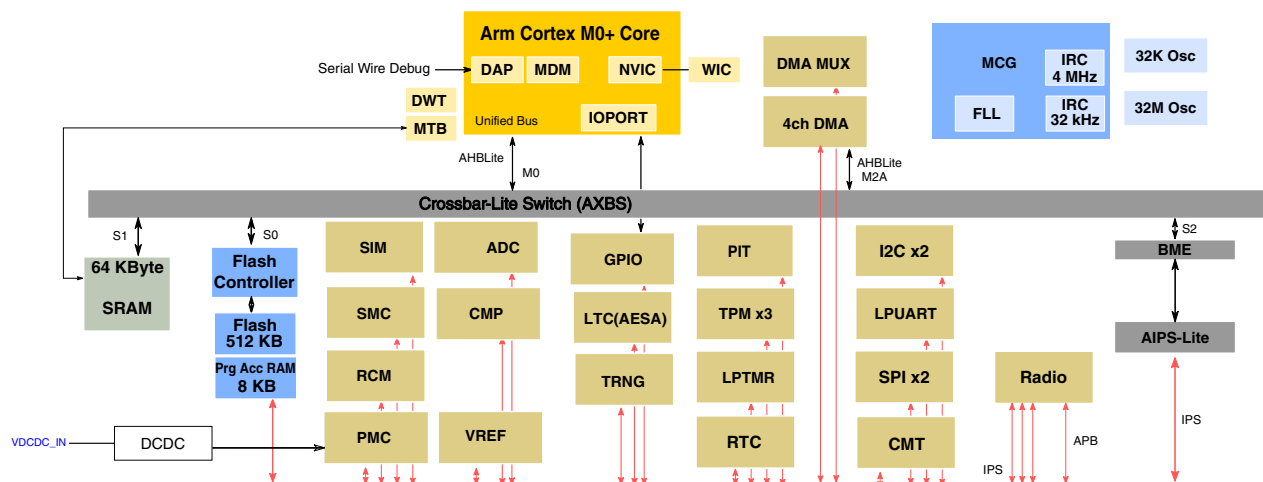 Arm Cortex M0+ Core
Serial Wire Debug
DAP
MDM
NVIC
WIC
DWT
MTB
Unified Bus
IOPORT
DMA MUX
4ch DMA
MCG
IRC
4 MHz
FLL
IRC
32 kHz
32K Osc
32M Osc
AHBLite
M0
AHBLite
M2A
Crossbar-Lite Switch (AXBS)
S1
S0
S2
64 KByte
SRAM
Flash
Controller
Flash
512 KB
Prg Acc RAM
8 KB
SIM
SMC
RCM
PMC
ADC
CMP
VREF
GPIO
LTC(AESA)
TRNG
PIT
TPM x3
LPTMR
RTC
I2C x2
LPUART
SPI x2
CMT
Radio
IPS
APB
BME
AIPS-Lite
IPS
VDCDC_IN
DCDC